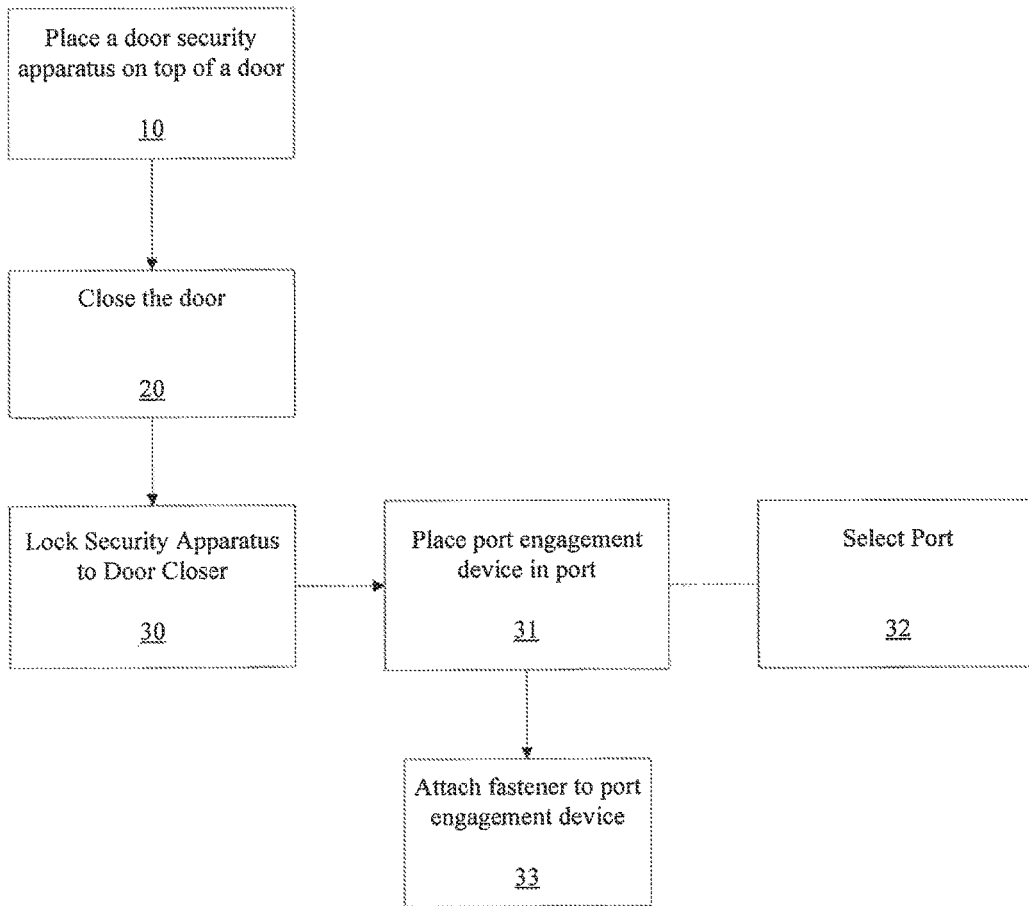 Place a door security
apparatus on top of a door
10
Close the door
20
Lock Security Apparatus
to Door Closer
30
Place port engagement
device in port
31
Select Port
32
Attach fastener to port
engagement device
33